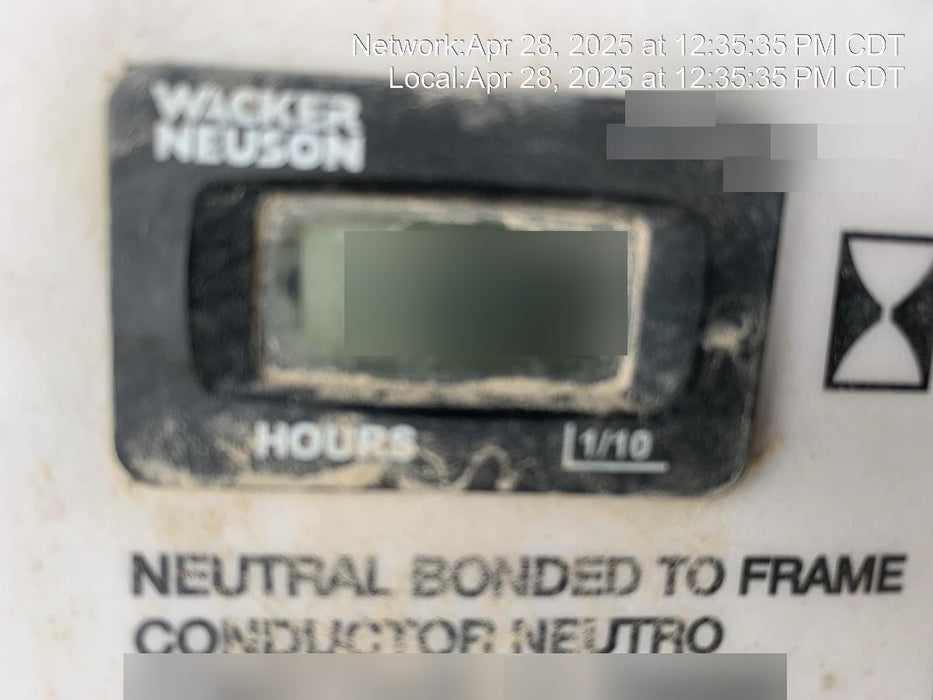 Network:Apr 28, 2025 at 12:35:35 PM CDT
Local:Apr 28, 2025 at 12:35:35 PM CDT
WACKER
NEUSON
HOURS
1/10
NEUTRAL BONDED TO FRAME
CONDUCTOR NEUTRO